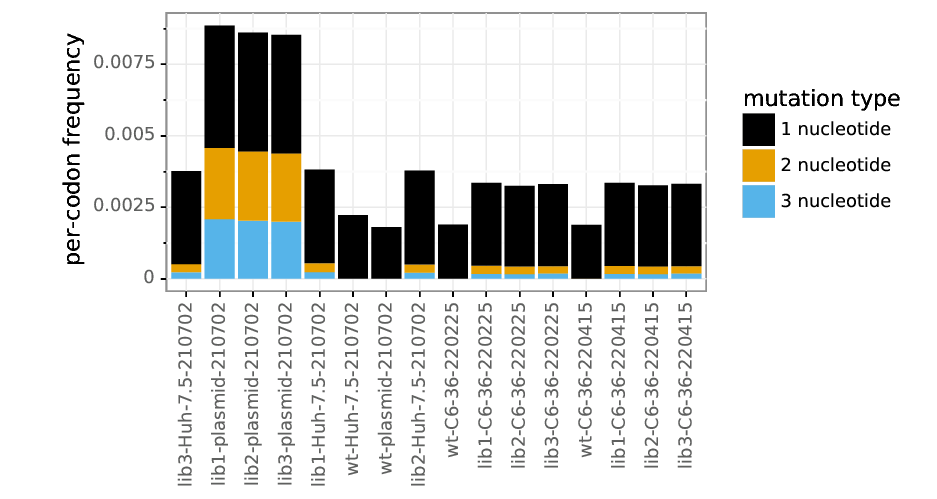 per-codon frequency
0.0075
0.005
0.0025
0
lib3-Huh-7.5-210702
lib1-plasmid-210702
lib2-plasmid-210702
lib3-plasmid-210702
lib1-Huh-7.5-210702
wt-Huh-7.5-210702
wt-plasmid-210702
lib2-Huh-7.5-210702
wt-C6-36-220225
lib1-C6-36-220225
lib2-C6-36-220225
lib3-C6-36-220225
wt-C6-36-220415
lib1-C6-36-220415
lib2-C6-36-220415
lib3-C6-36-220415
mutation type
1 nucleotide
2 nucleotide
3 nucleotide